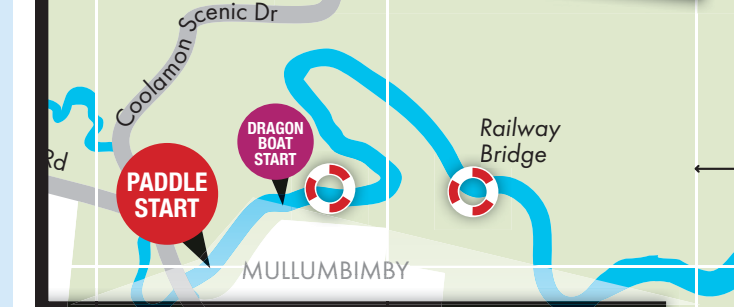 Coolamon Scenic Dr
Rd
PADDLE
START
DRAGON
BOAT
START
Railway
Bridge
MULLUMBIMBY